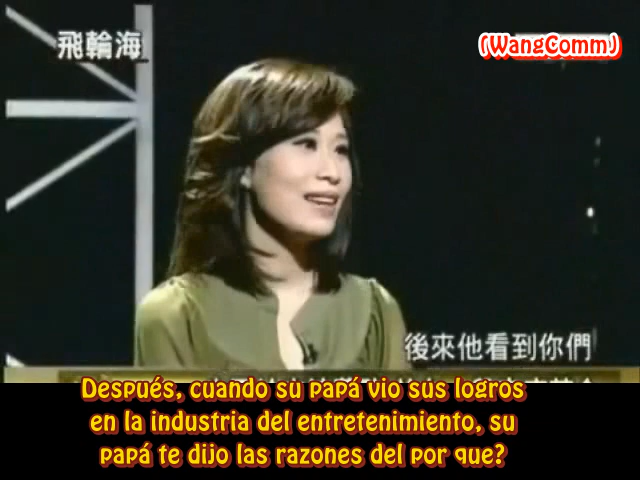 飛輪海
(WangComm)
後來他看到你們
Después, cuando su papá vio sus logros
en la industria del entretenimiento, su
papá te dijo las razones del por que?